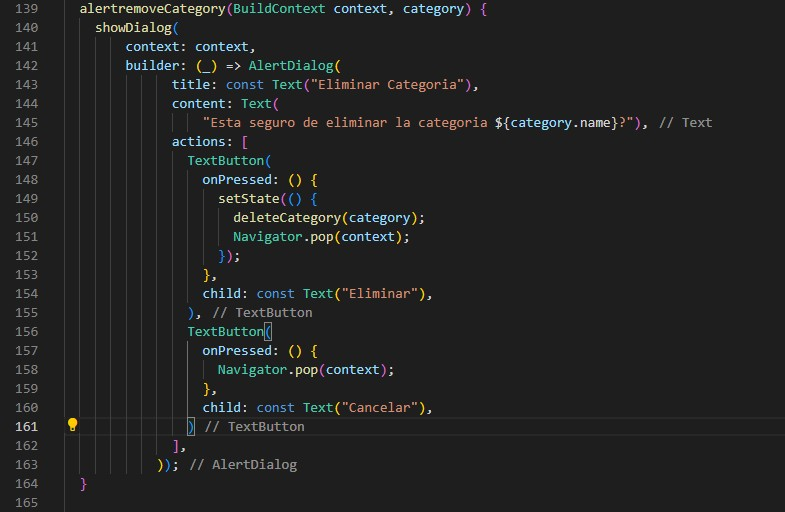 139 alertremoveCategory(BuildContext context, category) {
140 showDialog(
141 context: context,
142 builder: (_) => AlertDialog(
143 title: const Text("Eliminar Categoria"),
144 content: Text(
145 "Esta seguro de eliminar la categoria ${category.name}?"), // Text
146 actions: [
147 TextButton(
148 onPressed: () {
149 setState(() {
150 deleteCategory(category);
151 Navigator.pop(context);
152 });
153 },
154 child: const Text("Eliminar"),
155 ), // TextButton
156 TextButton(
157 onPressed: () {
158 Navigator.pop(context);
159 },
160 child: const Text("Cancelar"),
161 ) // TextButton
162 ],
163 )); // AlertDialog
164 }
165